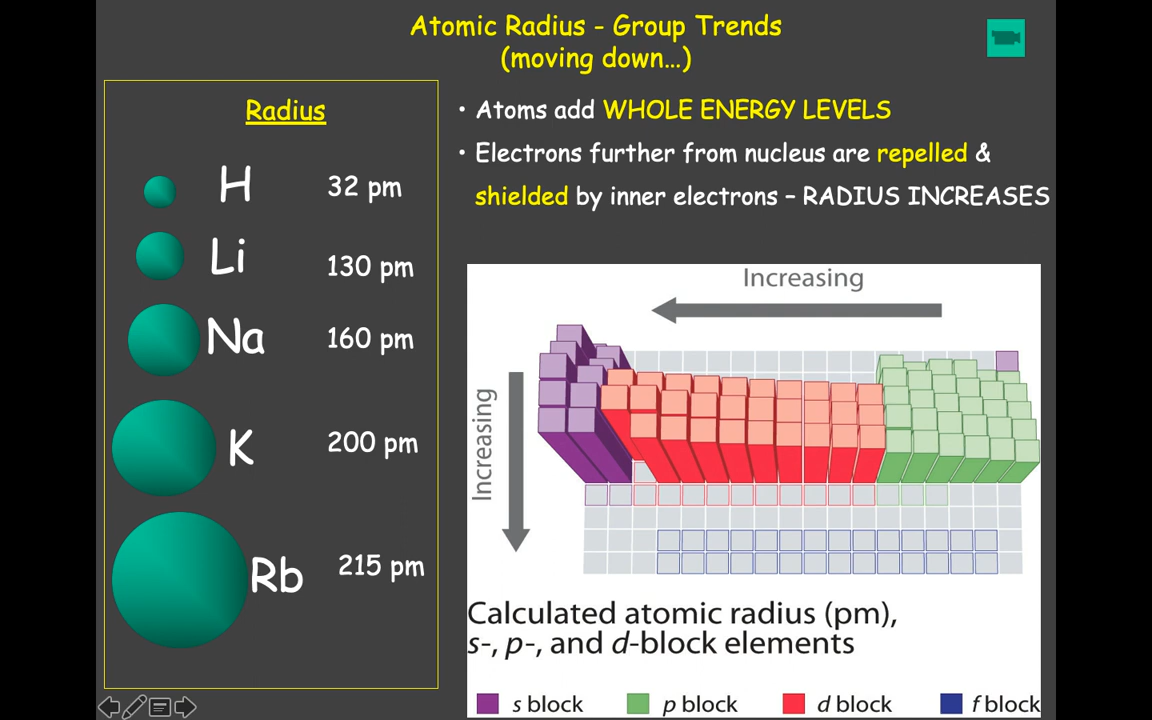 Atomic Radius - Group Trends
(moving down…)
Radius
H 32 pm
Li 130 pm
Na 160 pm
K 200 pm
Rb 215 pm
• Atoms add WHOLE ENERGY LEVELS
• Electrons further from nucleus are repelled &
shielded by inner electrons – RADIUS INCREASES
Increasing
Increasing
Calculated atomic radius (pm),
s-, p-, and d-block elements
s block p block d block f block